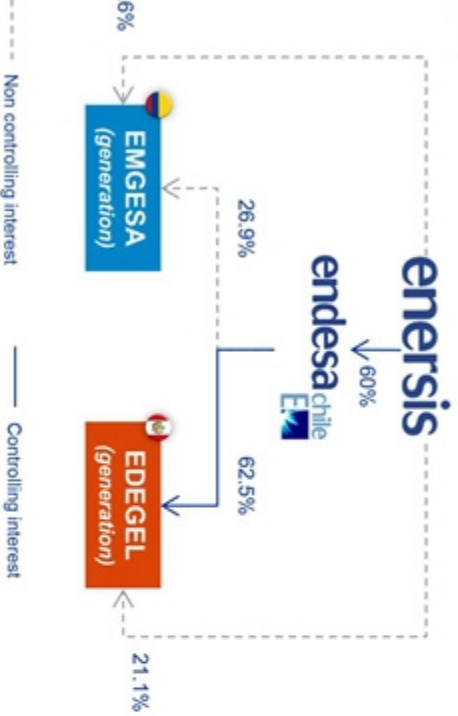 enersis
60%
endesa
chile
26.9%
62.5%
6%
EMGESA
(generation)
EDEGEL
(generation)
21.1%
Non controlling interest
Controlling interest